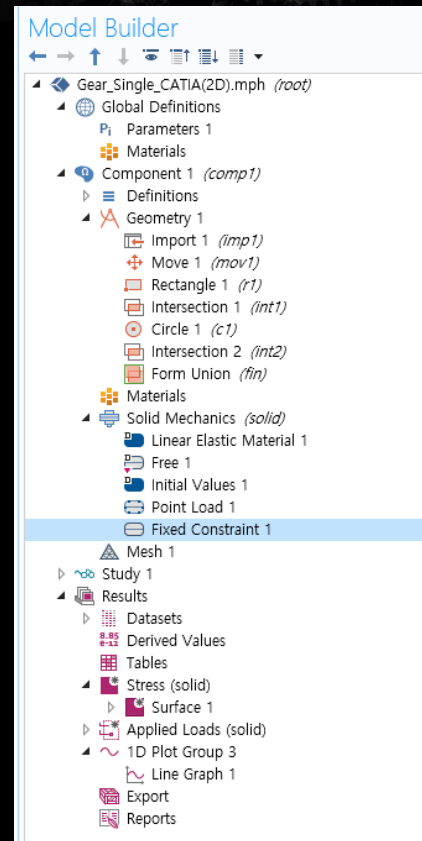 Model Builder
Gear_Single_CATIA(2D).mph (root)
Global Definitions
Pi Parameters 1
Materials
Component 1 (comp1)
Definitions
Geometry 1
Import 1 (imp1)
Move 1 (mov1)
Rectangle 1 (r1)
Intersection 1 (int1)
Circle 1 (c1)
Intersection 2 (int2)
Form Union (fin)
Materials
Solid Mechanics (solid)
Linear Elastic Material 1
Free 1
Initial Values 1
Point Load 1
Fixed Constraint 1
Mesh 1
Study 1
Results
Datasets
8.85
e-12 Derived Values
Tables
Stress (solid)
Surface 1
Applied Loads (solid)
1D Plot Group 3
Line Graph 1
Export
Reports